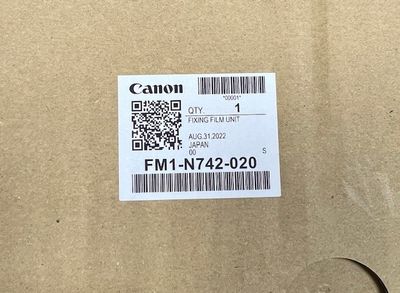 Canon
*00001*
QTY 1
FIXING FILM UNIT
AUG.31,2022
JAPAN
00 S
FM1-N742-020